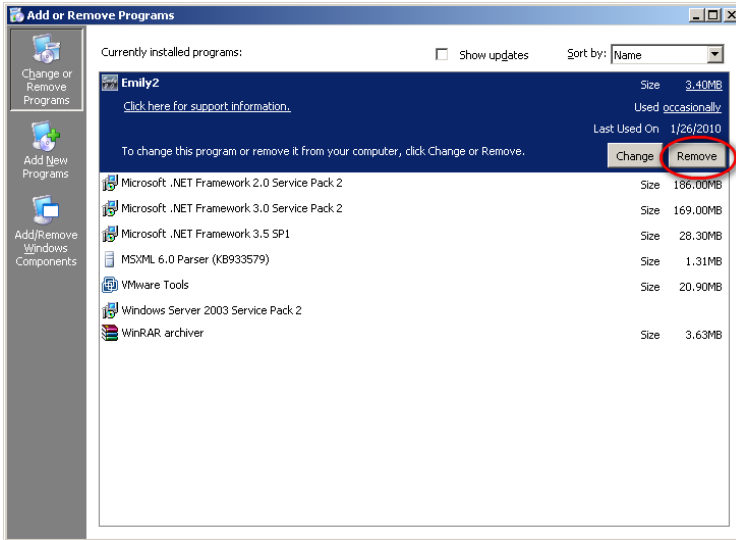 Add or Remove Programs
Change or
Remove
Programs
Add New
Programs
Add/Remove
Windows
Components
Currently installed programs:
Show updates
Sort by:
Name
Emily2
Size
3.40MB
Click here for support information.
Used occasionally
Last Used On
1/26/2010
To change this program or remove it from your computer, click Change or Remove.
Change
Remove
Microsoft .NET Framework 2.0 Service Pack 2
Size
186.00MB
Microsoft .NET Framework 3.0 Service Pack 2
Size
169.00MB
Microsoft .NET Framework 3.5 SP1
Size
28.30MB
MSXML 6.0 Parser (KB933579)
Size
1.31MB
VMware Tools
Size
20.90MB
Windows Server 2003 Service Pack 2
WinRAR archiver
Size
3.63MB